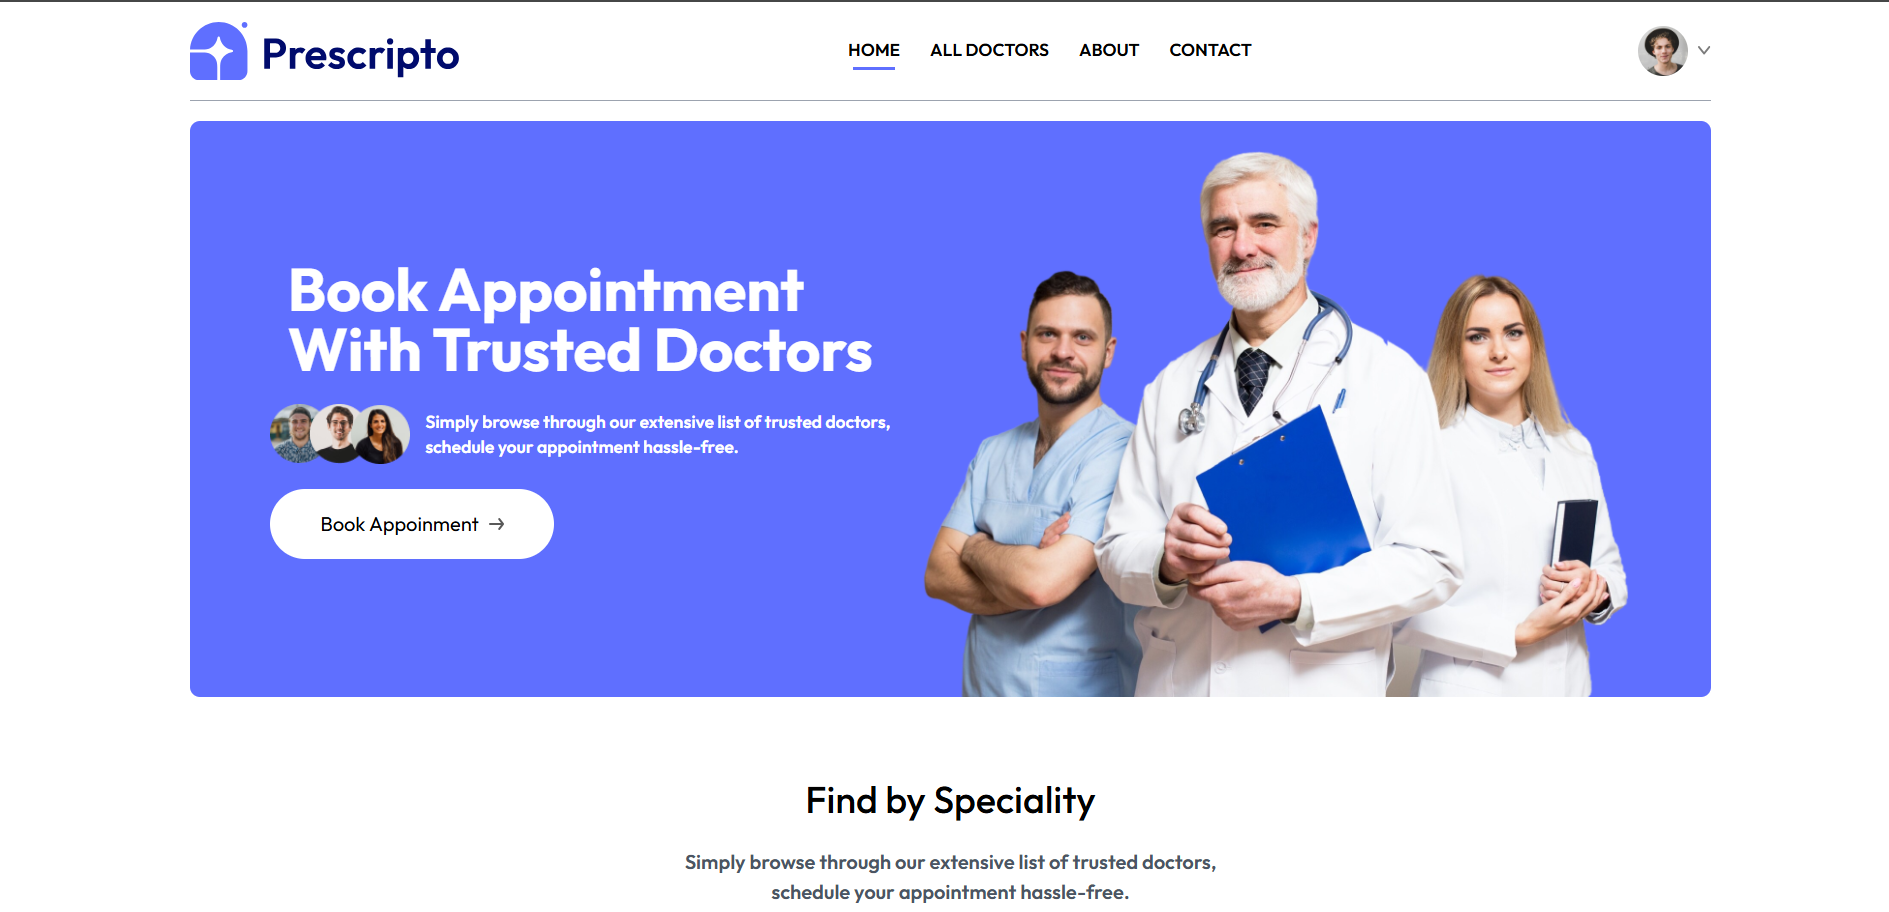 Prescripto
HOME
ALL DOCTORS
ABOUT
CONTACT
Book Appointment
With Trusted Doctors
Simply browse through our extensive list of trusted doctors,
schedule your appointment hassle-free.
Book Appoinment →
Find by Speciality
Simply browse through our extensive list of trusted doctors,
schedule your appointment hassle-free.